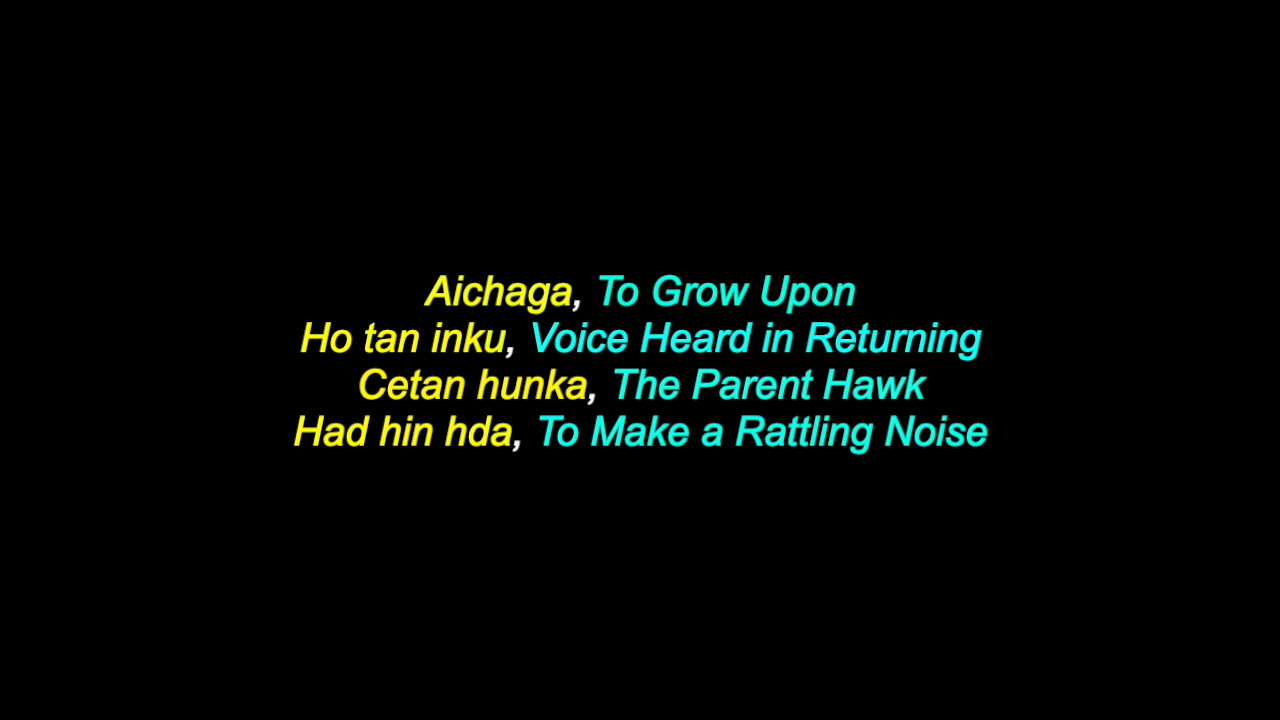 Aichaga, To Grow Upon
Ho tan inku, Voice Heard in Returning
Cetan hunka, The Parent Hawk
Had hin hda, To Make a Rattling Noise